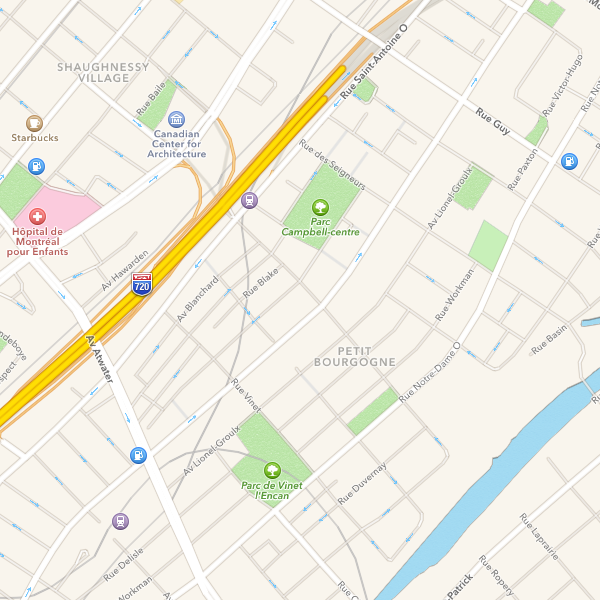 Rue Saint-Antoine O
SHAUGHNESSY
VILLAGE
Rue Baile
Rue Victor-Hugo
Starbucks
Canadian
Center for
Architecture
Rue Guy
Rue des Seigneurs
Rue Paxton
Av Lionel-Groulx
Hôpital de
Montréal
pour Enfants
Parc
Campbell-centre
Av Hawarden
720
Av Blanchard
Rue Blake
Rue Workman
Av Atwater
PETIT
BOURGOGNE
Rue Notre-Dame O
Rue Basin
Rue Vinet
Av Lionel-Groulx
Parc de Vinet
l'Encan
Rue Duvernay
Rue Delisle
Workman
Rue Laprairie
Rue Ropery
-Patrick